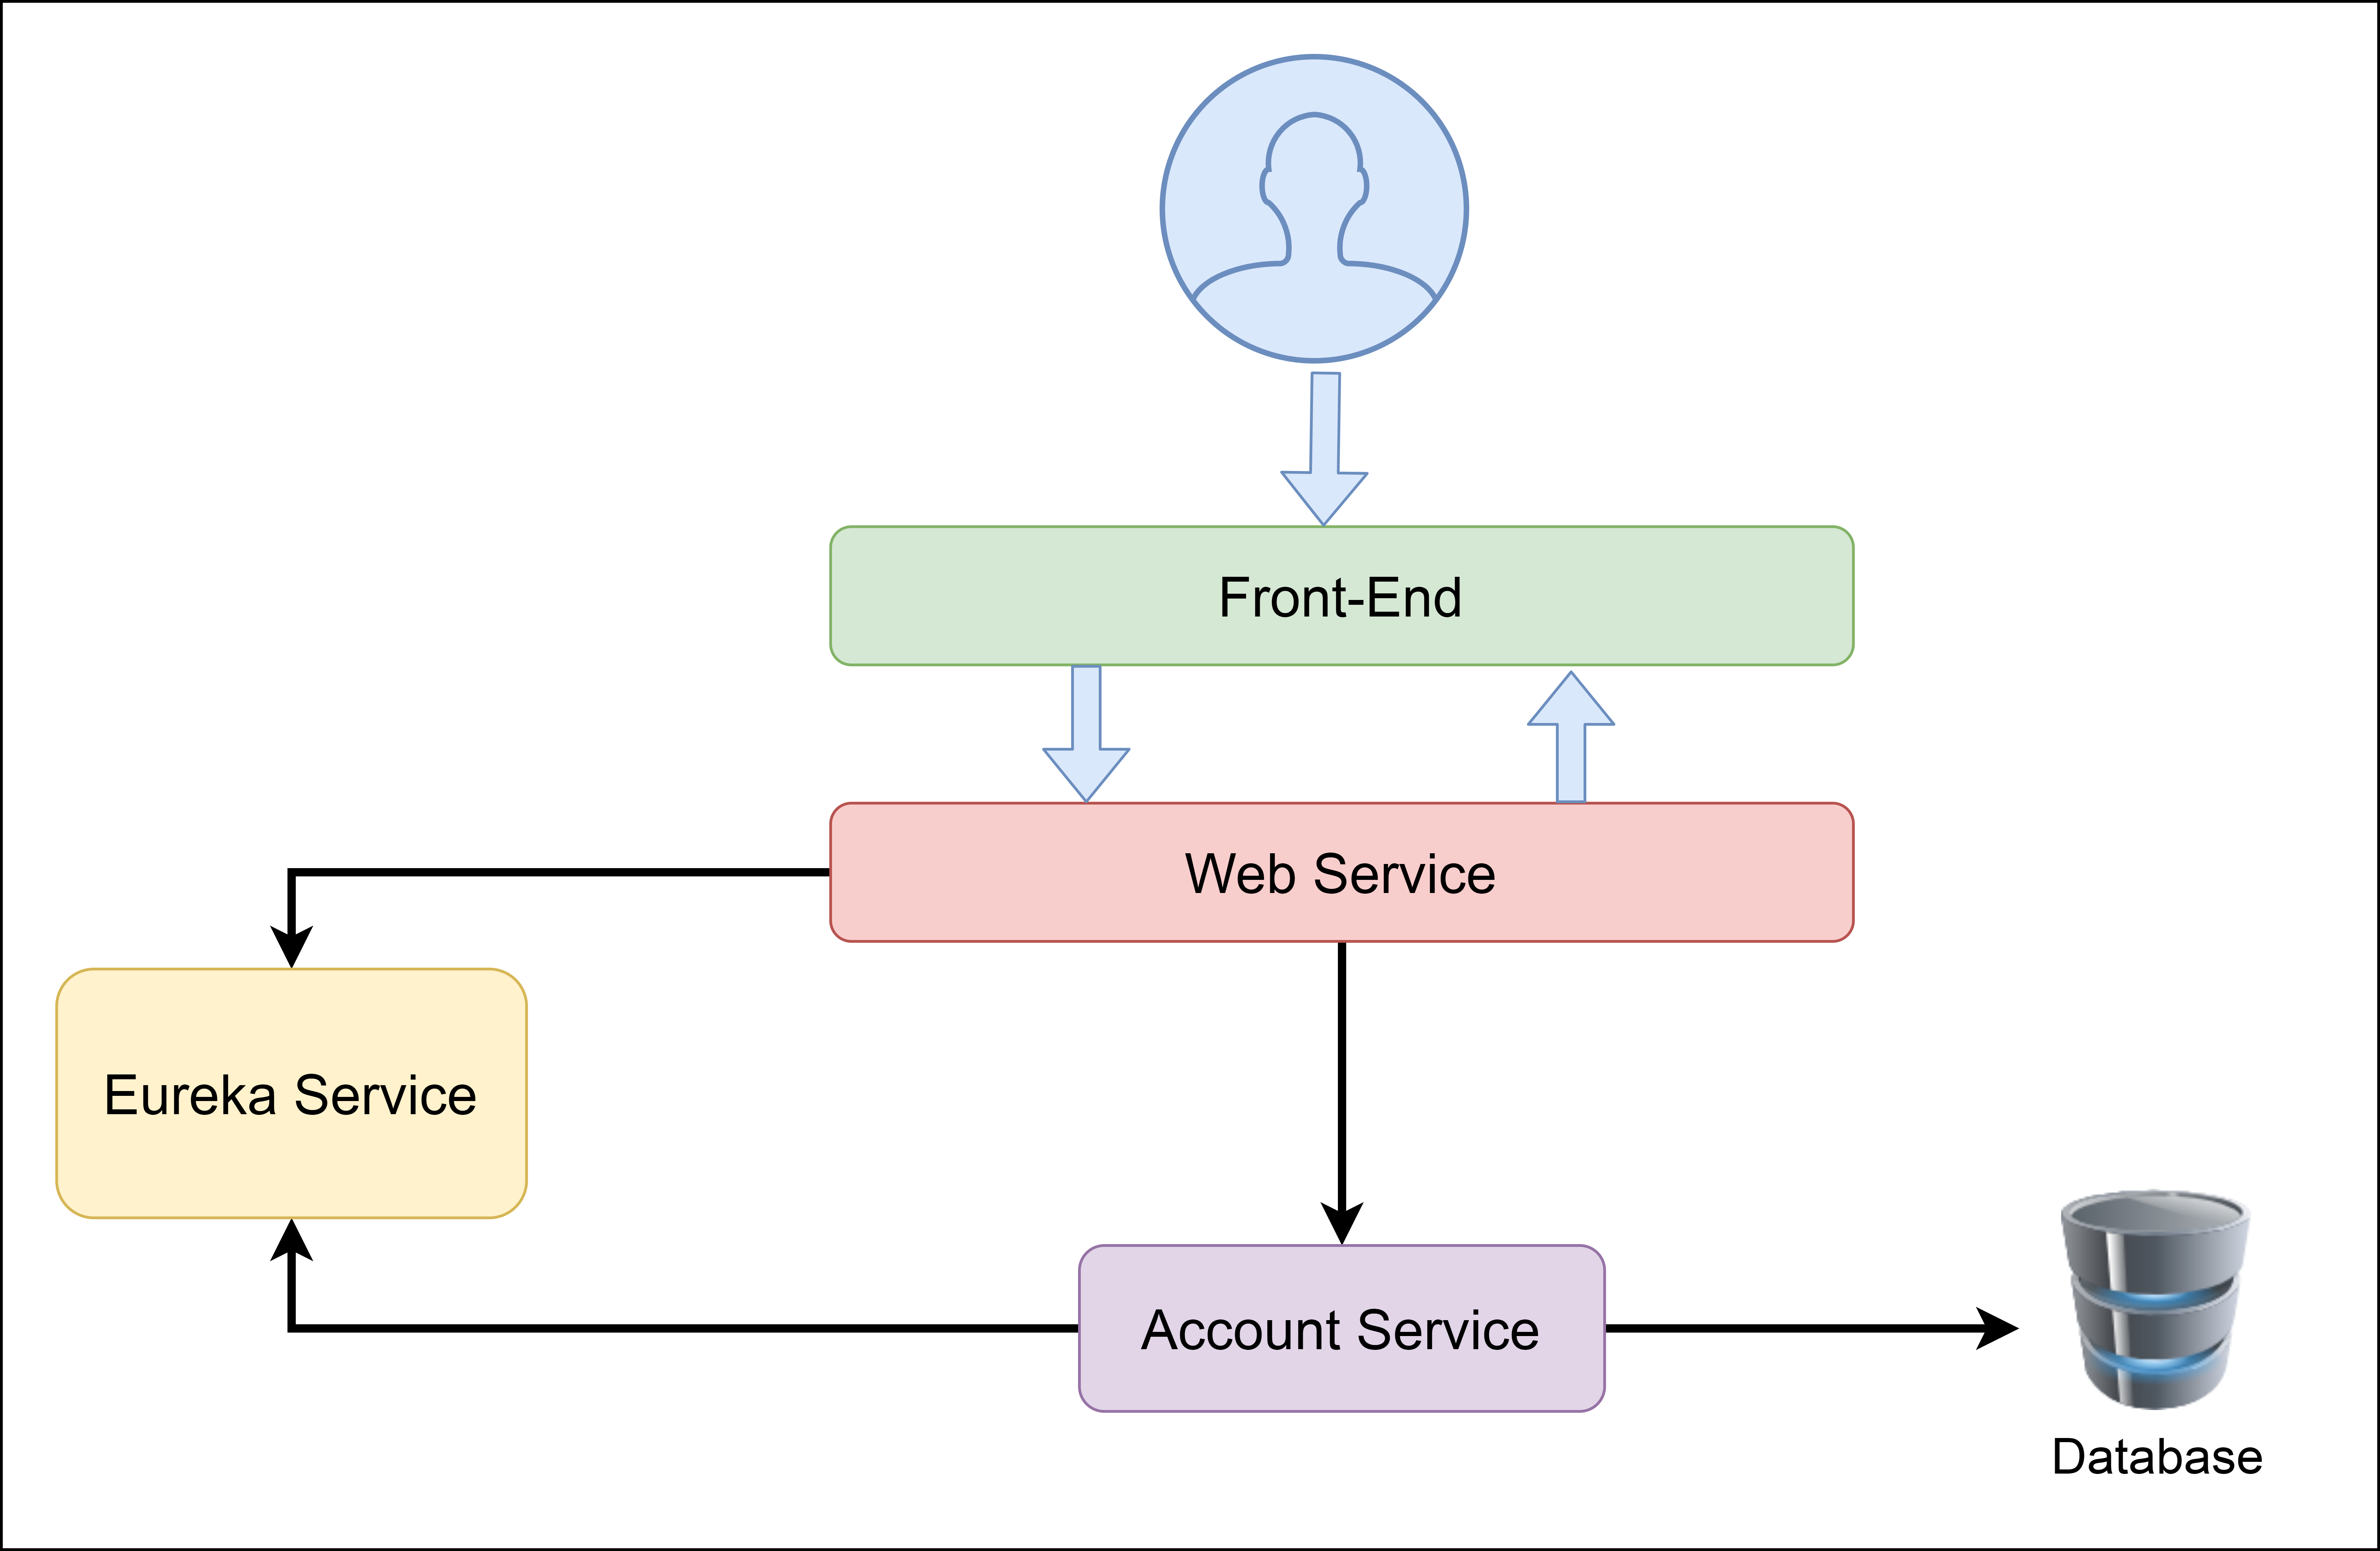 Front-End
Web Service
Eureka Service
Account Service
Database